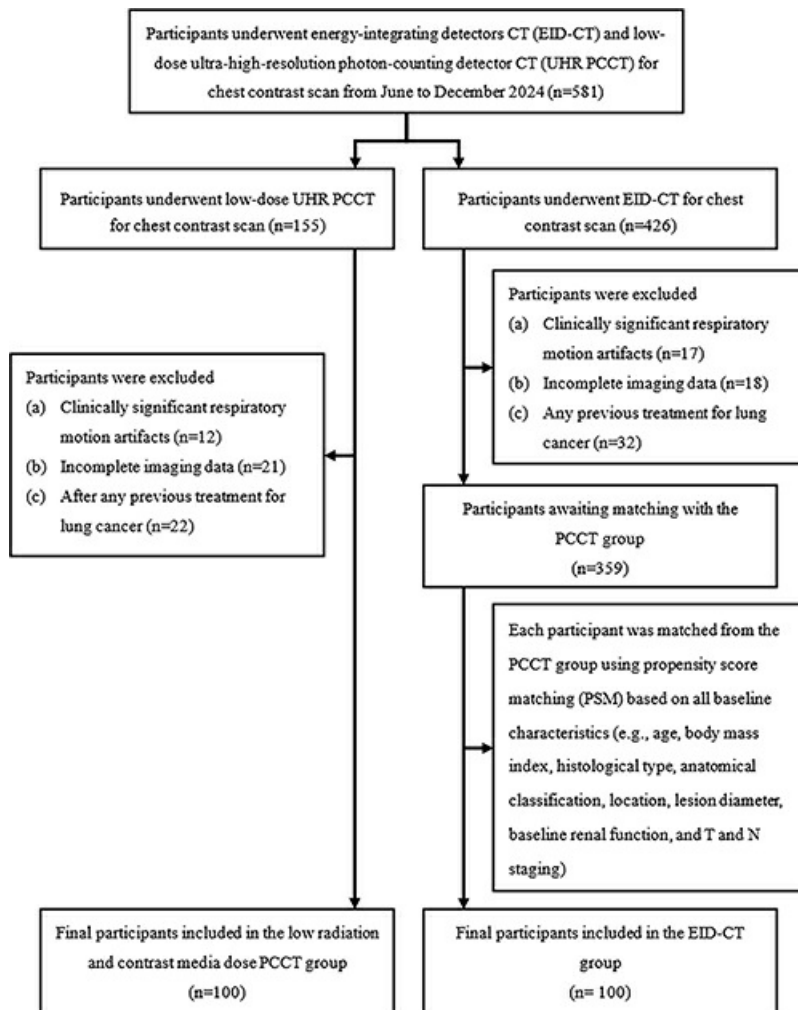 Participants underwent energy-integrating detectors CT (EID-CT) and low-
dose ultra-high-resolution photon-counting detector CT (UHR PCCT) for
chest contrast scan from June to December 2024 (n=581)
Participants underwent low-dose UHR PCCT
for chest contrast scan (n=155)
Participants underwent EID-CT for chest
contrast scan (n=426)
Participants were excluded
(a) Clinically significant respiratory
motion artifacts (n=17)
(b) Incomplete imaging data (n=18)
(c) Any previous treatment for lung
cancer (n=32)
Participants were excluded
(a) Clinically significant respiratory
motion artifacts (n=12)
(b) Incomplete imaging data (n=21)
(c) After any previous treatment for
lung cancer (n=22)
Participants awaiting matching with the
PCCT group
(n=359)
Each participant was matched from the
PCCT group using propensity score
matching (PSM) based on all baseline
characteristics (e.g., age, body mass
index, histological type, anatomical
classification, location, lesion diameter,
baseline renal function, and T and N
staging)
Final participants included in the low radiation
and contrast media dose PCCT group
(n=100)
Final participants included in the EID-CT
group
(n= 100)